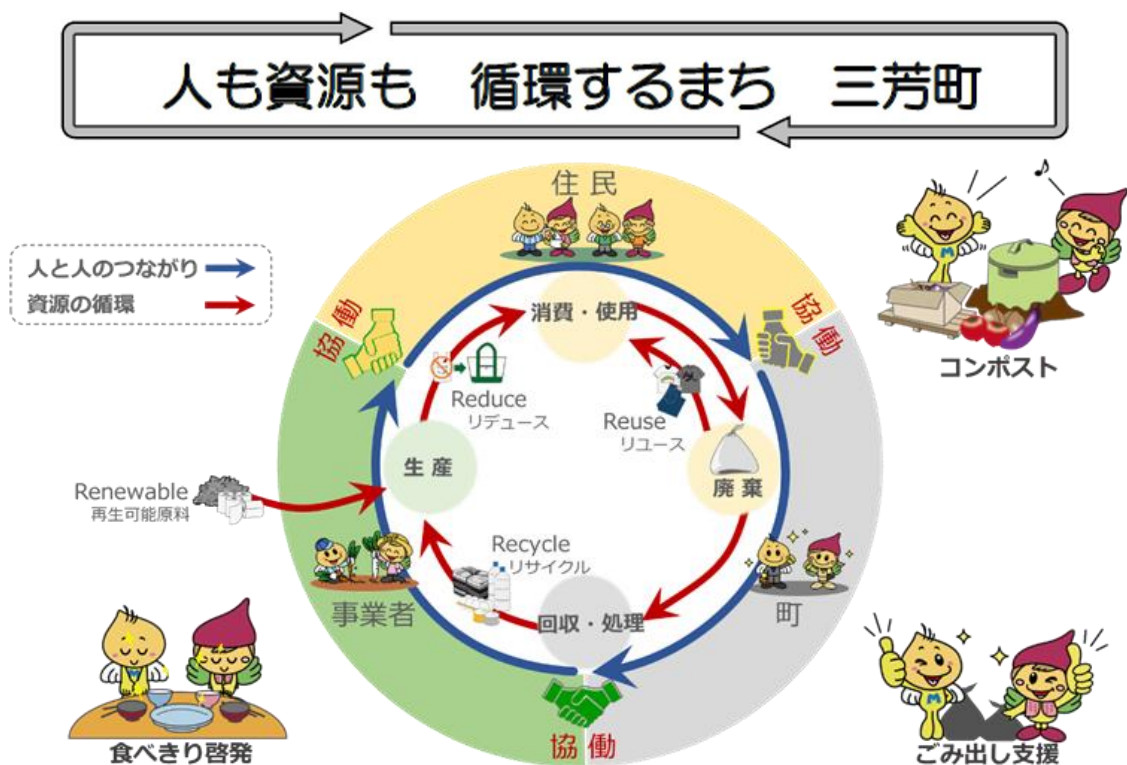 人も資源も 循環するまち 三芳町
住民
人と人のつながり
資源の循環
協働
協働
消費・使用
コンポスト
Reduce
リデュース
Reuse
リユース
生産
廃棄
Renewable
再生可能原料
Recycle
リサイクル
事業者
回収・処理
町
協働
食べきり啓発
ごみ出し支援
M
M